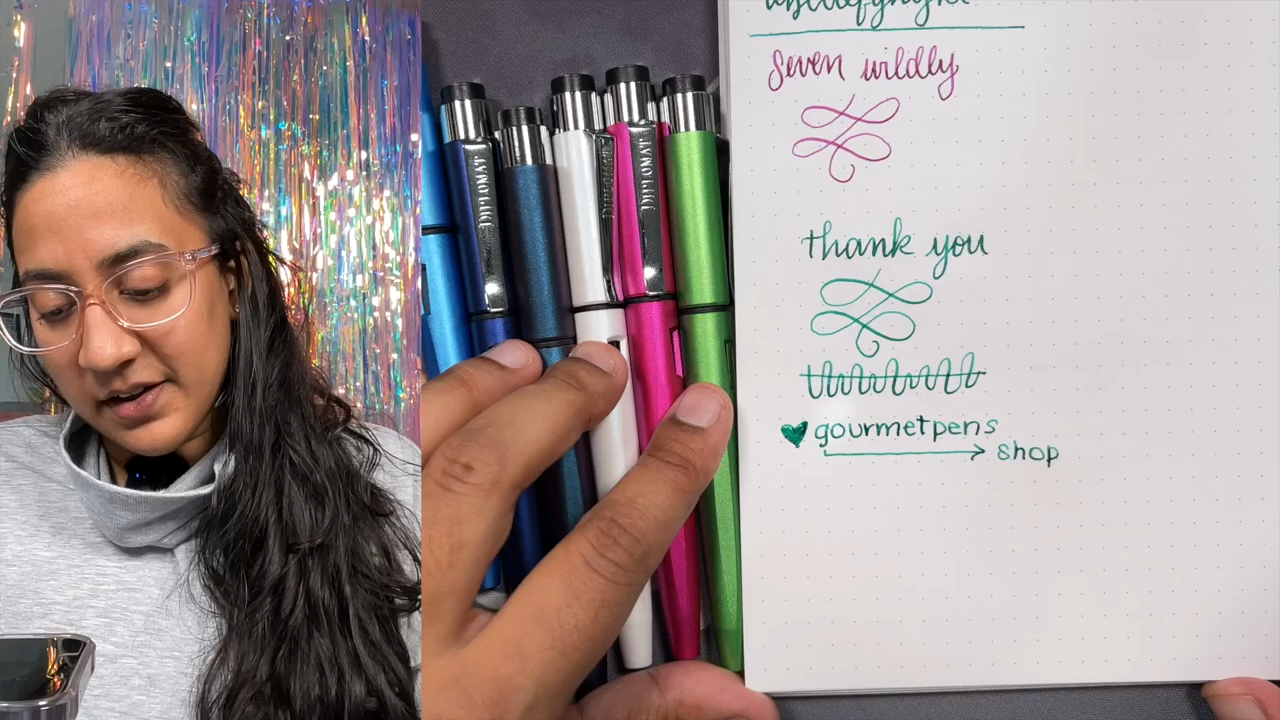 Seven wildly
thank you
gourmetpens
shop
DIPLOMAT
DIPLOMAT
DIPLOMAT